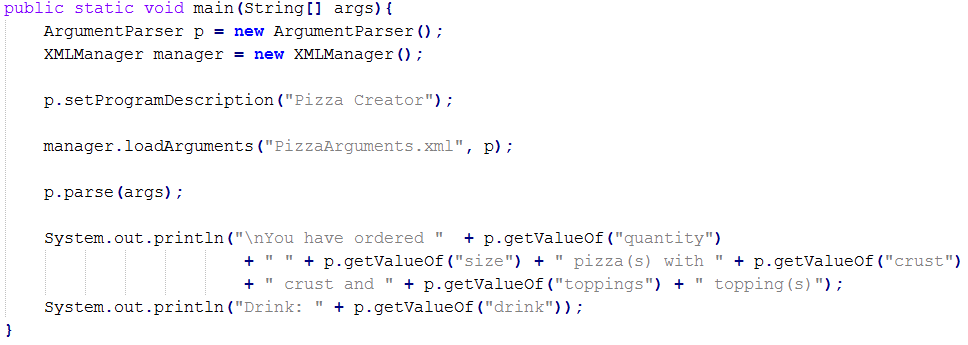 public static void main(String[] args){
ArgumentParser p = new ArgumentParser();
XMLManager manager = new XMLManager();
p.setProgramDescription("Pizza Creator");
manager.loadArguments("PizzaArguments.xml", p);
p.parse(args);
System.out.println("\nYou have ordered "  + p.getValueOf("quantity")
+ " " + p.getValueOf("size") + " pizza(s) with " + p.getValueOf("crust")
+ " crust and " + p.getValueOf("toppings") + " topping(s)");
System.out.println("Drink: " + p.getValueOf("drink"));
}